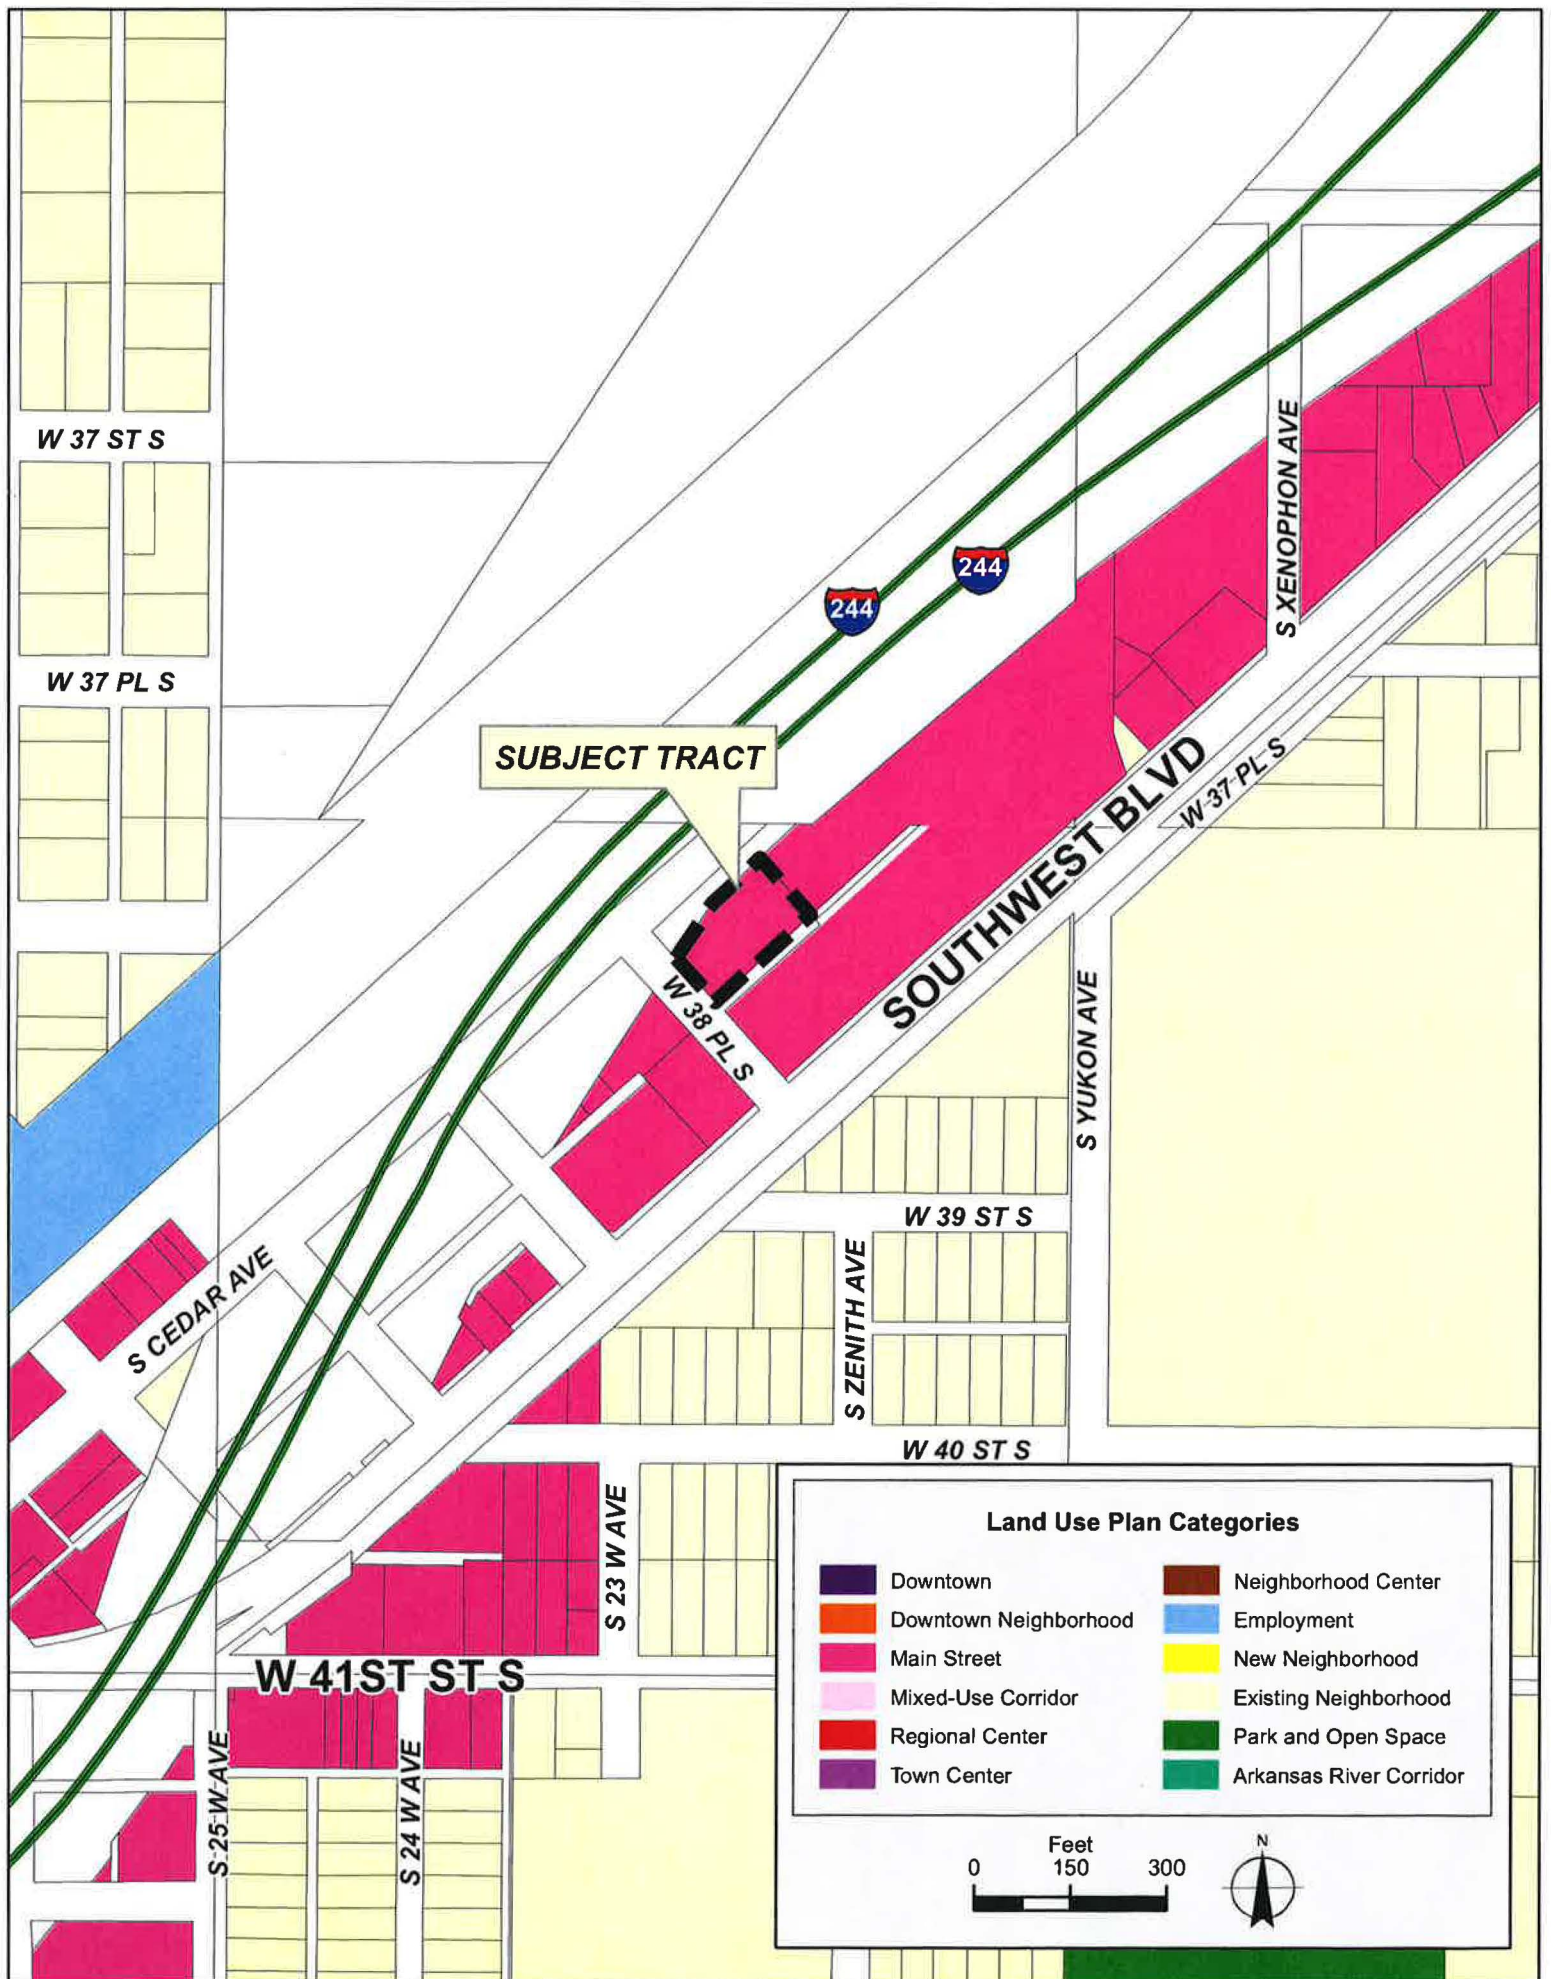 W 37 ST S
S XENOPHON AVE
244
244
W 37 PL S
SUBJECT TRACT
SOUTHWEST BLVD
W 37 PL S
W 38 PL S
S YUKON AVE
W 39 ST S
S CEDAR AVE
S ZENITH AVE
W 40 ST S
S 23 W AVE
W 41ST ST S
S 25 W AVE
S 24 W AVE
Land Use Plan Categories
Downtown
Downtown Neighborhood
Main Street
Mixed-Use Corridor
Regional Center
Town Center
Neighborhood Center
Employment
New Neighborhood
Existing Neighborhood
Park and Open Space
Arkansas River Corridor
Feet
0 150 300
N